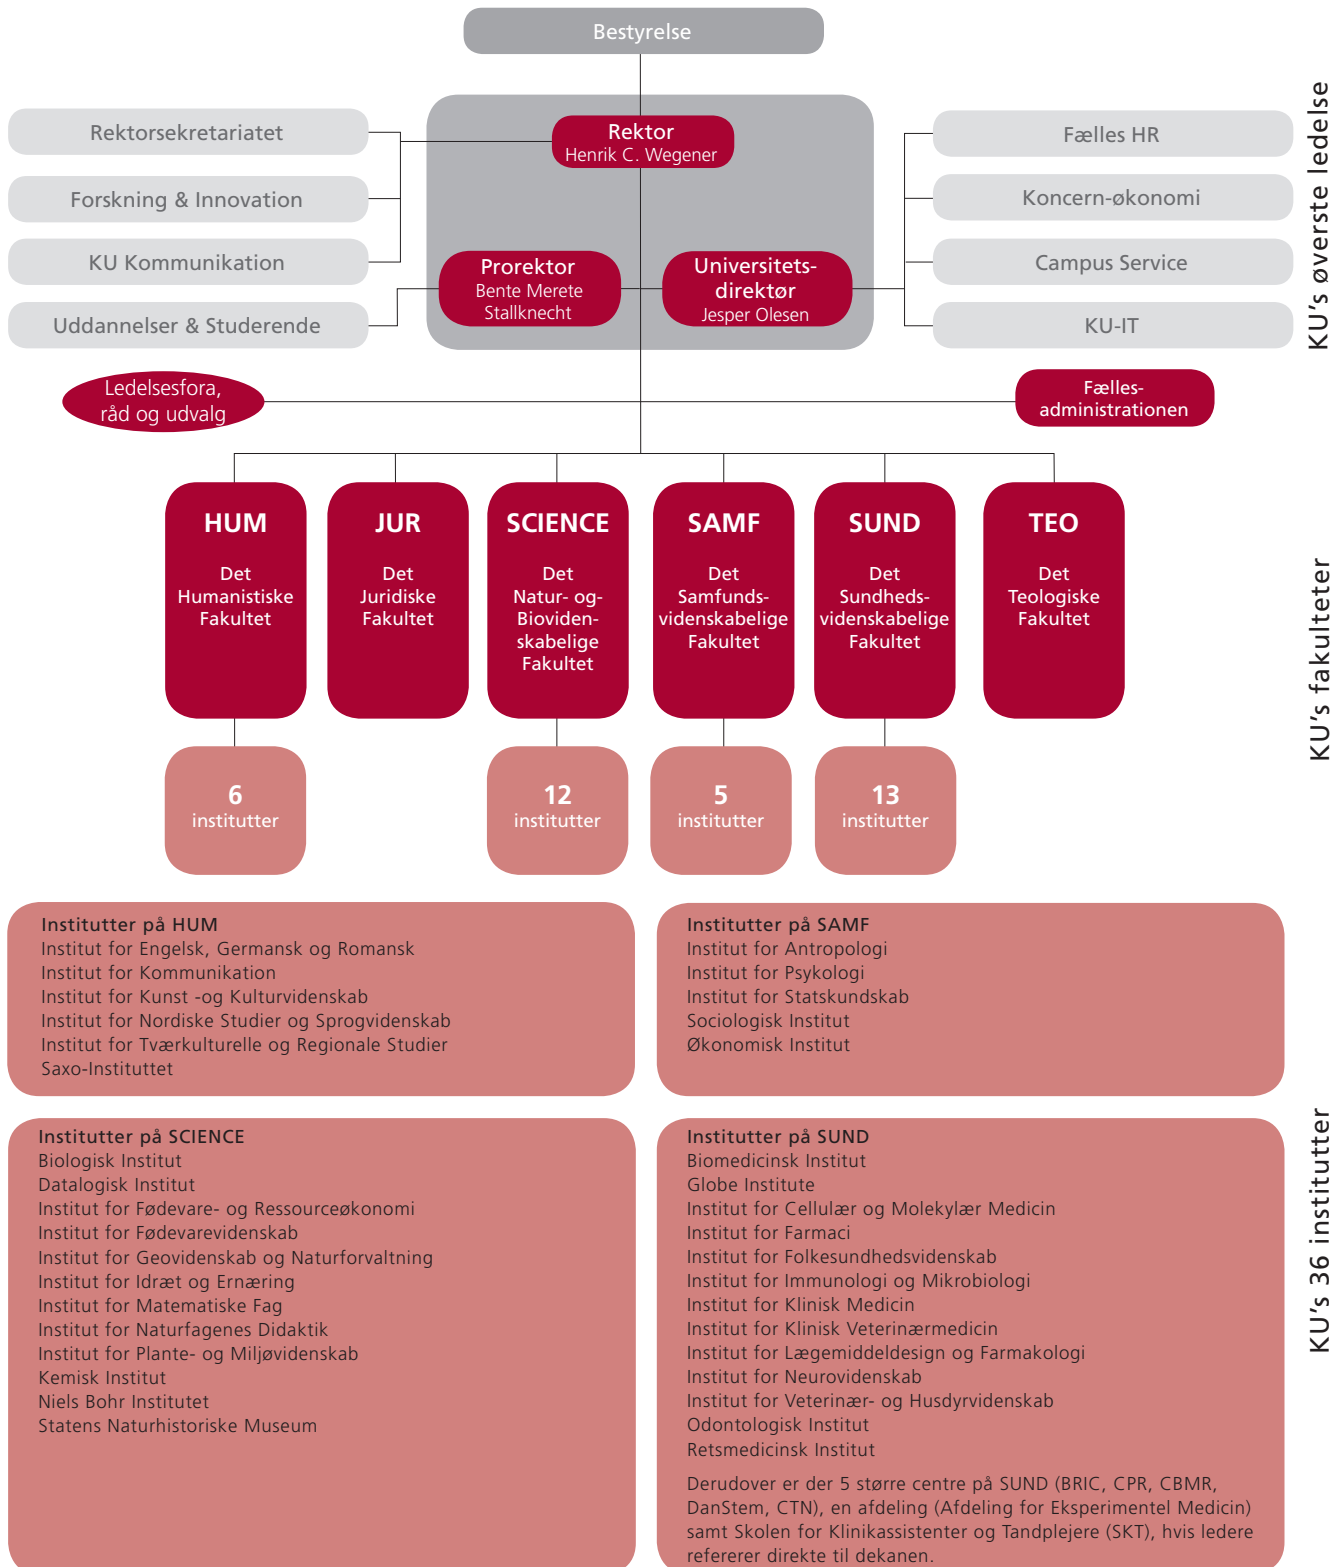 Bestyrelse
Rektor
Henrik C. Wegener
Rektorsekretariatet
Forskning & Innovation
KU Kommunikation
Uddannelser & Studerende
Prorektor
Bente Merete
Stallknecht
Universitets-
direktør
Jesper Olesen
Fælles HR
Koncern-økonomi
Campus Service
KU-IT
KU's øverste ledelse
Ledelsesfora,
råd og udvalg
Fælles-
administrationen
HUM
Det
Humanistiske
Fakultet
JUR
Det
Juridiske
Fakultet
SCIENCE
Det
Natur- og-
Bioviden-
skabelige
Fakultet
SAMF
Det
Samfunds-
videnskabelige
Fakultet
SUND
Det
Sundheds-
videnskabelige
Fakultet
TEO
Det
Teologiske
Fakultet
KU's fakulteter
6
institutter
12
institutter
5
institutter
13
institutter
Institutter på HUM
Institut for Engelsk, Germansk og Romansk
Institut for Kommunikation
Institut for Kunst -og Kulturvidenskab
Institut for Nordiske Studier og Sprogvidenskab
Institut for Tværkulturelle og Regionale Studier
Saxo-Instituttet
Institutter på SAMF
Institut for Antropologi
Institut for Psykologi
Institut for Statskundskab
Sociologisk Institut
Økonomisk Institut
Institutter på SCIENCE
Biologisk Institut
Datalogisk Institut
Institut for Fødevare- og Ressourceøkonomi
Institut for Fødevarevidenskab
Institut for Geovidenskab og Naturforvaltning
Institut for Idræt og Ernæring
Institut for Matematiske Fag
Institut for Naturfagenes Didaktik
Institut for Plante- og Miljøvidenskab
Kemisk Institut
Niels Bohr Institutet
Statens Naturhistoriske Museum
Institutter på SUND
Biomedicinsk Institut
Globe Institute
Institut for Cellulær og Molekylær Medicin
Institut for Farmaci
Institut for Folkesundhedsvidenskab
Institut for Immunologi og Mikrobiologi
Institut for Klinisk Medicin
Institut for Klinisk Veterinærmedicin
Institut for Lægemiddeldesign og Farmakologi
Institut for Neurovidenskab
Institut for Veterinær- og Husdyrvidenskab
Odontologisk Institut
Retsmedicinsk Institut
Derudover er der 5 større centre på SUND (BRIC, CPR, CBMR,
DanStem, CTN), en afdeling (Afdeling for Eksperimentel Medicin)
samt Skolen for Klinikassistenter og Tandplejere (SKT), hvis ledere
refererer direkte til dekanen.
KU's 36 institutter